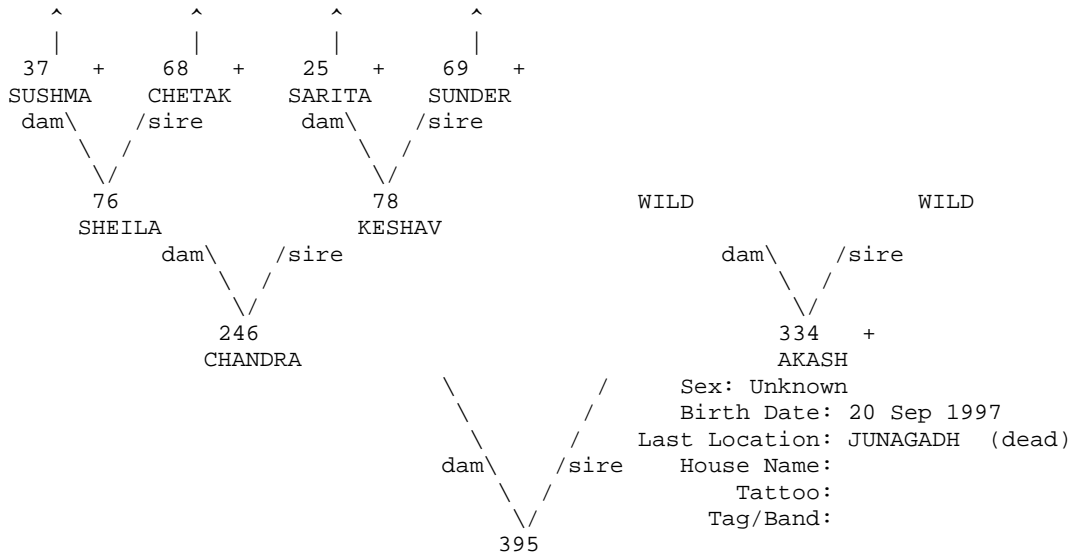 ^ ^ ^ ^
| | | |
37 + 68 + 25 + 69 +
SUSHMA CHETAK SARITA SUNDER
dam\ /sire dam\ /sire
\ / \ /
\/ \/
76 78 WILD WILD
SHEILA KESHAV
dam\ /sire dam\ /sire
\ / \ /
\/ \/
246 334 +
CHANDRA AKASH
\ / Sex: Unknown
\ / Birth Date: 20 Sep 1997
\ / Last Location: JUNAGADH (dead)
dam\ /sire House Name:
\ / Tattoo:
\/ Tag/Band:
395